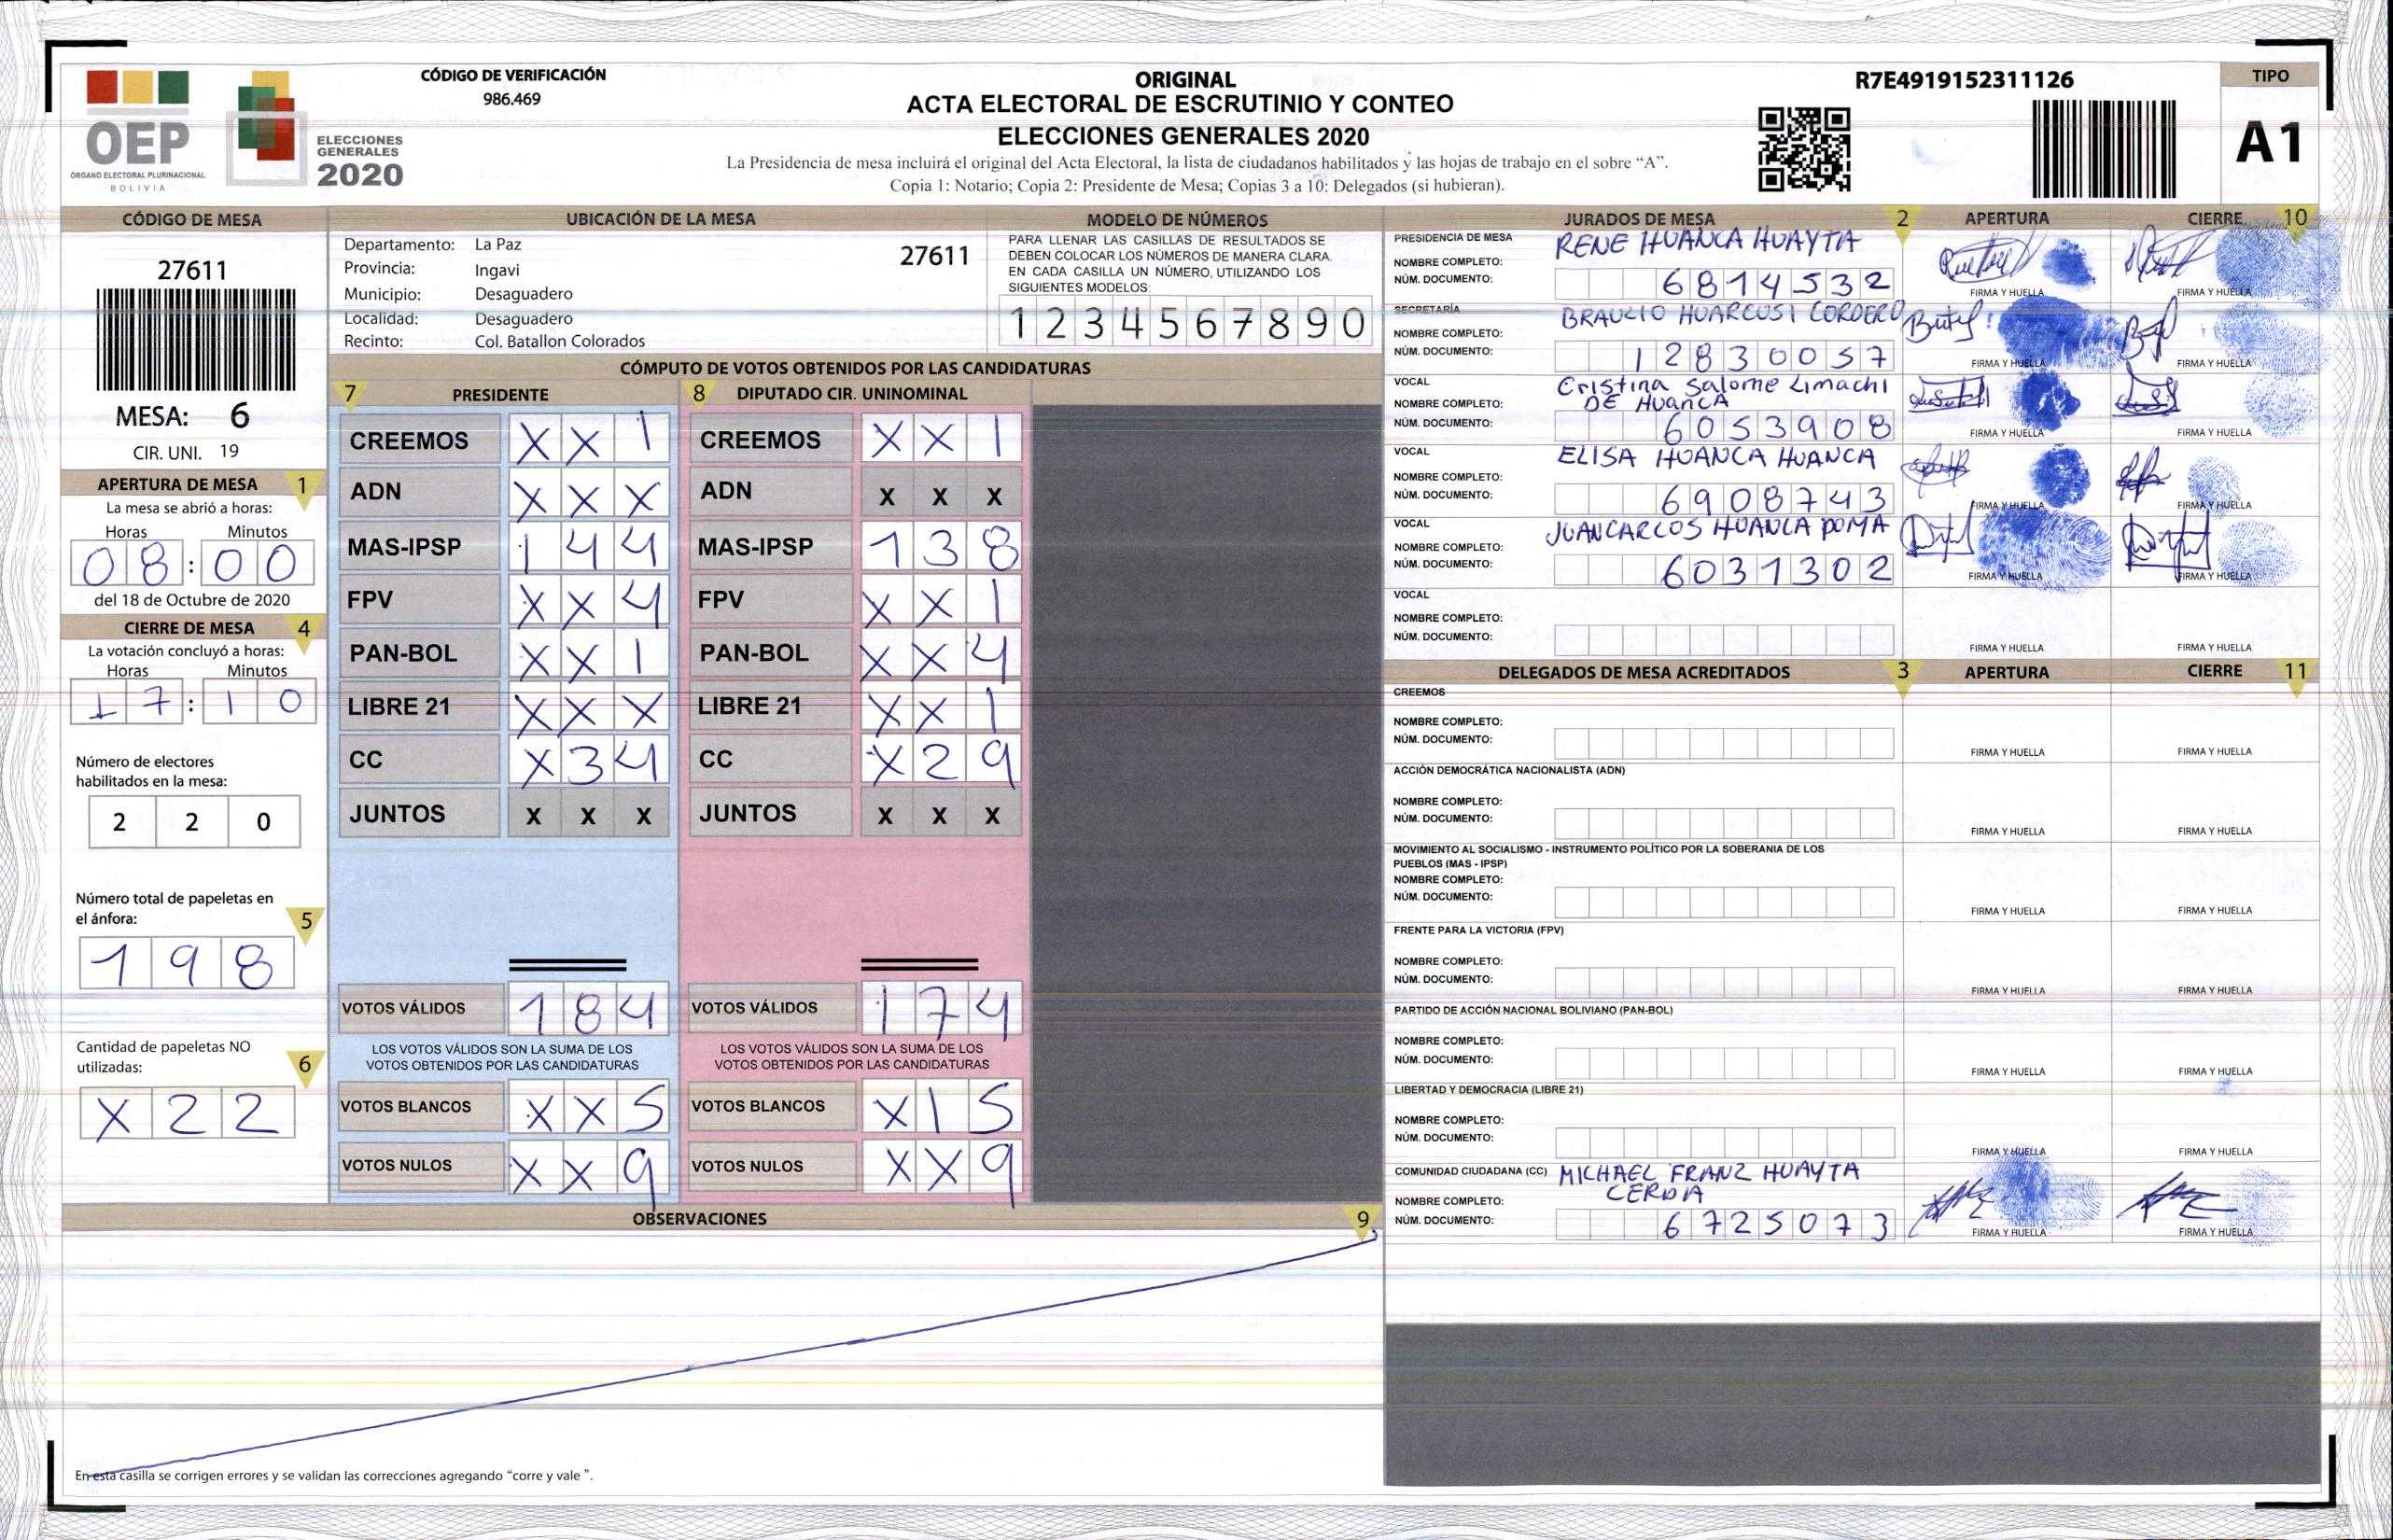 CÓDIGO DE VERIFICACIÓN
986.469
OEP
ÓRGANO ELECTORAL PLURINACIONAL
BOLIVIA
ELECCIONES
GENERALES
2020
ORIGINAL
ACTA ELECTORAL DE ESCRUTINIO Y CONTEO
ELECCIONES GENERALES 2020
La Presidencia de mesa incluirá el original del Acta Electoral, la lista de ciudadanos habilitados y las hojas de trabajo en el sobre “A”.
Copia 1: Notario; Copia 2: Presidente de Mesa; Copias 3 a 10: Delegados (si hubieran).
R7E4919152311126
TIPO
A1
CÓDIGO DE MESA
27611
MESA: 6
CIR. UNI. 19
APERTURA DE MESA 1
La mesa se abrió a horas:
Horas Minutos
08:00
del 18 de Octubre de 2020
CIERRE DE MESA 4
La votación concluyó a horas:
Horas Minutos
17:10
Número de electores
habilitados en la mesa:
2 2 0
Número total de papeletas en
el ánfora: 5
1 9 8
Cantidad de papeletas NO
utilizadas: 6
X 2 2
UBICACIÓN DE LA MESA
Departamento: La Paz 27611
Provincia: Ingavi
Municipio: Desaguadero
Localidad: Desaguadero
Recinto: Col. Batallon Colorados
MODELO DE NÚMEROS
PARA LLENAR LAS CASILLAS DE RESULTADOS SE
DEBEN COLOCAR LOS NÚMEROS DE MANERA CLARA.
EN CADA CASILLA UN NÚMERO, UTILIZANDO LOS
SIGUIENTES MODELOS:
1 2 3 4 5 6 7 8 9 0
CÓMPUTO DE VOTOS OBTENIDOS POR LAS CANDIDATURAS
7 PRESIDENTE
CREEMOS X X 1
ADN X X X
MAS-IPSP 1 4 4
FPV X X 4
PAN-BOL X X 1
LIBRE 21 X X X
CC X 3 4
JUNTOS X X X
VOTOS VÁLIDOS 1 8 4
LOS VOTOS VÁLIDOS SON LA SUMA DE LOS
VOTOS OBTENIDOS POR LAS CANDIDATURAS
VOTOS BLANCOS X X 5
VOTOS NULOS X X 9
8 DIPUTADO CIR. UNINOMINAL
CREEMOS X X 1
ADN X X X
MAS-IPSP 1 3 8
FPV X X 1
PAN-BOL X X 4
LIBRE 21 X X 1
CC X 2 9
JUNTOS X X X
VOTOS VÁLIDOS 1 7 4
LOS VOTOS VÁLIDOS SON LA SUMA DE LOS
VOTOS OBTENIDOS POR LAS CANDIDATURAS
VOTOS BLANCOS X 1 5
VOTOS NULOS X X 9
OBSERVACIONES 9
En esta casilla se corrigen errores y se validan las correcciones agregando “corre y vale ”.
JURADOS DE MESA 2 APERTURA CIERRE 10
PRESIDENCIA DE MESA
NOMBRE COMPLETO: RENE HUANCA HUAYTA
NÚM. DOCUMENTO: 6814532
FIRMA Y HUELLA FIRMA Y HUELLA
SECRETARÍA
NOMBRE COMPLETO: BRAULIO HUARCUSI CORDERO
NÚM. DOCUMENTO: 12830057
FIRMA Y HUELLA FIRMA Y HUELLA
VOCAL
NOMBRE COMPLETO: Cristina Salome Limachi
DE HuancA
NÚM. DOCUMENTO: 6053908
FIRMA Y HUELLA FIRMA Y HUELLA
VOCAL
NOMBRE COMPLETO: ELISA HUANCA HUANCA
NÚM. DOCUMENTO: 6908743
FIRMA Y HUELLA FIRMA Y HUELLA
VOCAL
NOMBRE COMPLETO: JUANCARLOS HUANCA POMA
NÚM. DOCUMENTO: 6031302
FIRMA Y HUELLA FIRMA Y HUELLA
VOCAL
NOMBRE COMPLETO:
NÚM. DOCUMENTO:
FIRMA Y HUELLA FIRMA Y HUELLA
DELEGADOS DE MESA ACREDITADOS 3 APERTURA CIERRE 11
CREEMOS
NOMBRE COMPLETO:
NÚM. DOCUMENTO:
FIRMA Y HUELLA FIRMA Y HUELLA
ACCIÓN DEMOCRÁTICA NACIONALISTA (ADN)
NOMBRE COMPLETO:
NÚM. DOCUMENTO:
FIRMA Y HUELLA FIRMA Y HUELLA
MOVIMIENTO AL SOCIALISMO - INSTRUMENTO POLÍTICO POR LA SOBERANIA DE LOS
PUEBLOS (MAS - IPSP)
NOMBRE COMPLETO:
NÚM. DOCUMENTO:
FIRMA Y HUELLA FIRMA Y HUELLA
FRENTE PARA LA VICTORIA (FPV)
NOMBRE COMPLETO:
NÚM. DOCUMENTO:
FIRMA Y HUELLA FIRMA Y HUELLA
PARTIDO DE ACCIÓN NACIONAL BOLIVIANO (PAN-BOL)
NOMBRE COMPLETO:
NÚM. DOCUMENTO:
FIRMA Y HUELLA FIRMA Y HUELLA
LIBERTAD Y DEMOCRACIA (LIBRE 21)
NOMBRE COMPLETO:
NÚM. DOCUMENTO:
FIRMA Y HUELLA FIRMA Y HUELLA
COMUNIDAD CIUDADANA (CC)
NOMBRE COMPLETO: MICHAEL FRANZ HUAYTA
CERDA
NÚM. DOCUMENTO: 6725073
FIRMA Y HUELLA FIRMA Y HUELLA